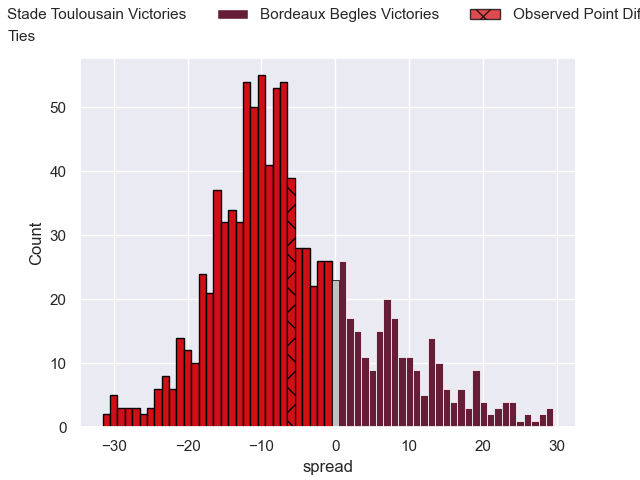 Stade Toulousain Victories Bordeaux Begles Victories Observed Point Dif
Ties
50
40
30
20
10
0
Count
−30 −20 −10 0 10 20 30
spread